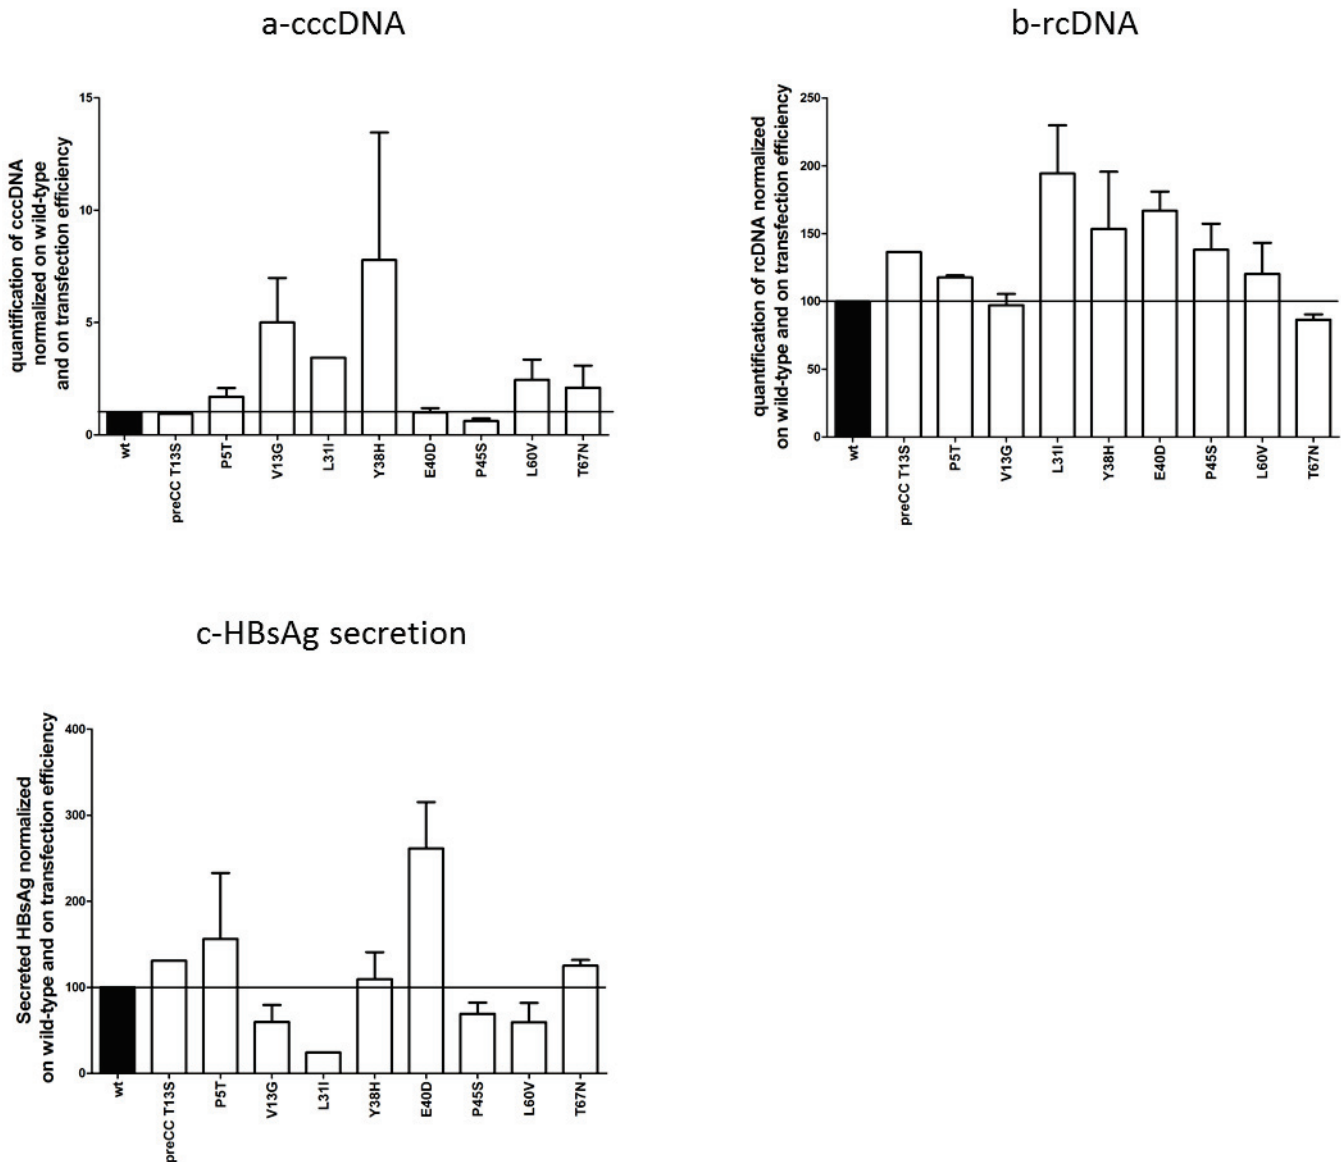 a-cccDNA
quantification of cccDNA
normalized on wild-type
and on transfection efficiency
15
10
5
0
wt
preCC T13S
P5T
V13G
L31I
Y38H
E40D
P45S
L60V
T67N
b-rcDNA
quantification of rcDNA normalized
on wild-type and on transfection efficiency
250
200
150
100
50
0
wt
preCC T13S
P5T
V13G
L31I
Y38H
E40D
P45S
L60V
T67N
c-HBsAg secretion
Secreted HBsAg normalized
on wild-type and on transfection efficiency
400
300
200
100
0
wt
preCC T13S
P5T
V13G
L31I
Y38H
E40D
P45S
L60V
T67N